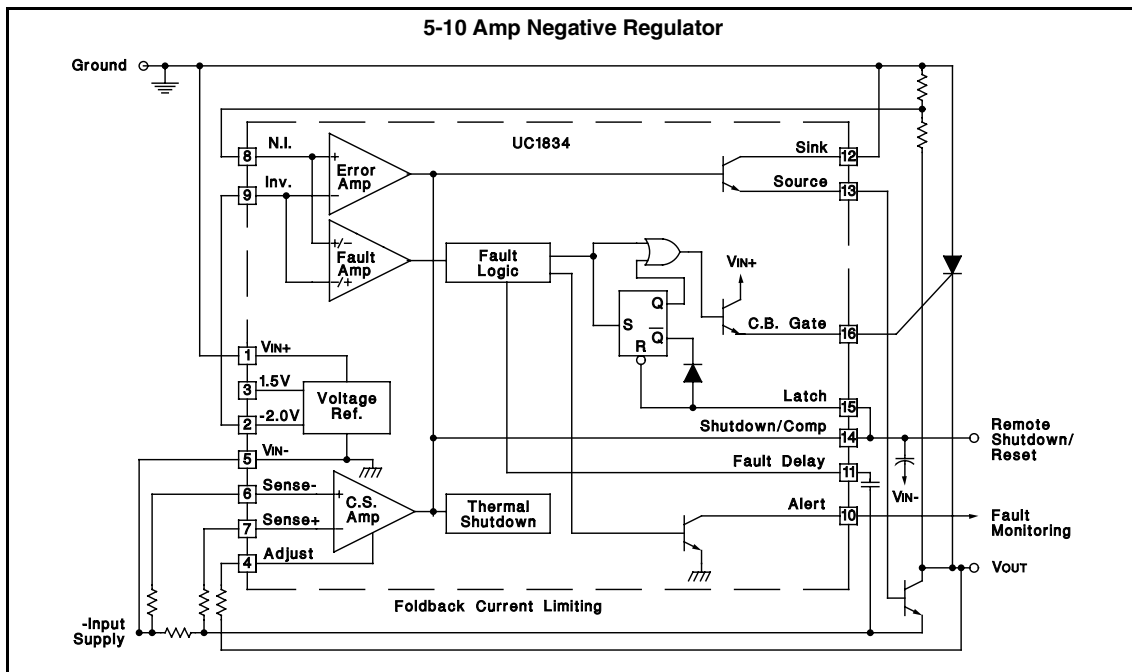 5-10 Amp Negative Regulator
Ground
UC1834
8
N.I.
+
Error
Amp
−
9
Inv.
Sink
12
Source
13
+/−
Fault
Amp
−/+
Fault
Logic
VIN+
S
Q
Q
R
C.B. Gate
16
1
VIN+
3
1.5V
2
-2.0V
Voltage
Ref.
Latch
15
Shutdown/Comp
14
Remote
Shutdown/
Reset
5
VIN-
Fault Delay
11
VIN-
6
Sense-
+
C.S.
Amp
−
7
Sense+
Thermal
Shutdown
Alert
10
Fault
Monitoring
4
Adjust
VOUT
Foldback Current Limiting
-Input
Supply